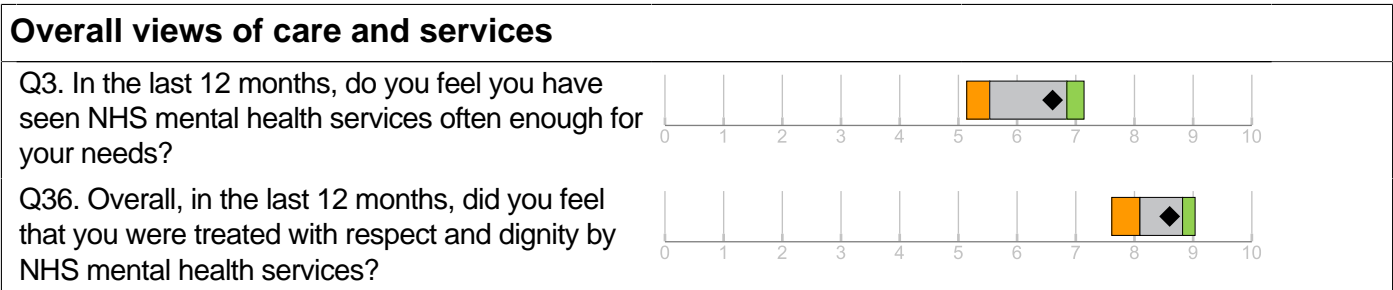 Overall views of care and services
Q3. In the last 12 months, do you feel you have
seen NHS mental health services often enough for
your needs?
0 1 2 3 4 5 6 7 8 9 10
Q36. Overall, in the last 12 months, did you feel
that you were treated with respect and dignity by
NHS mental health services?
0 1 2 3 4 5 6 7 8 9 10